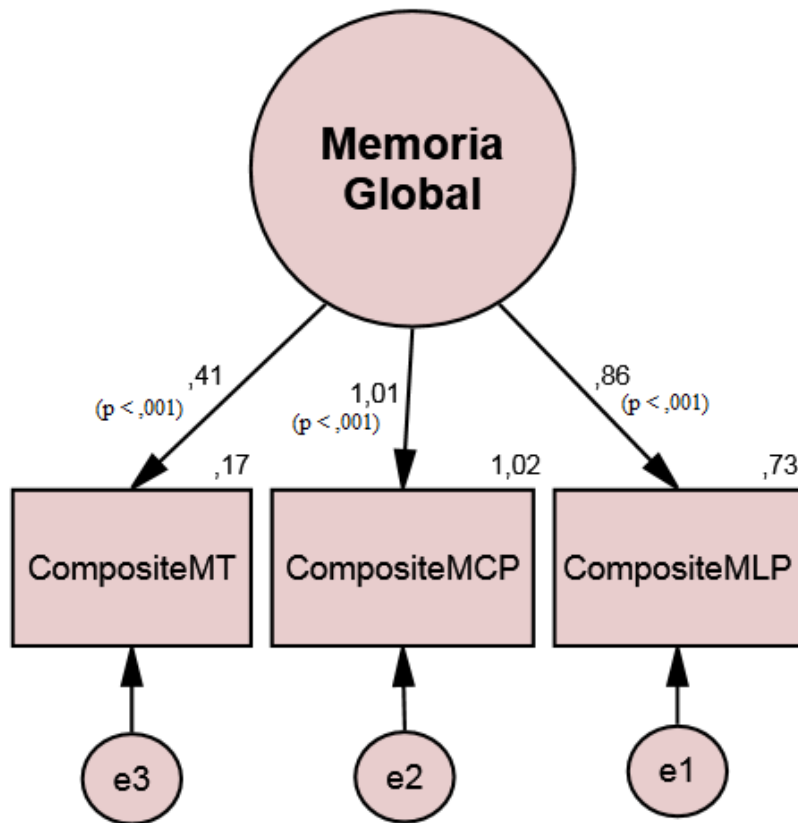 Memoria
Global
,41
(p < ,001)
1,01
(p < ,001)
,86
(p < ,001)
,17
1,02
,73
CompositeMT
CompositeMCP
CompositeMLP
e3
e2
e1